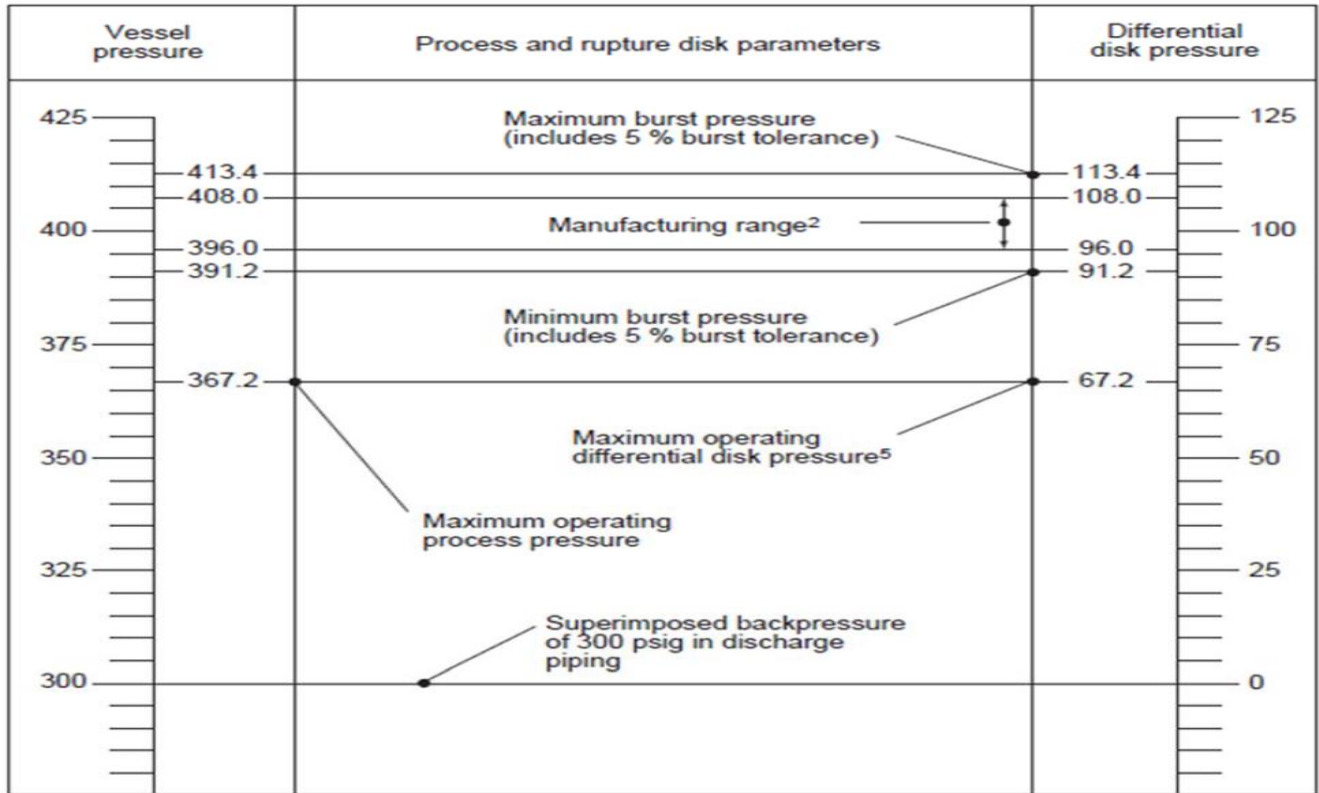 Vessel
pressure
Process and rupture disk parameters
Differential
disk pressure
425
125
Maximum burst pressure
(includes 5 % burst tolerance)
413.4
113.4
408.0
108.0
400
Manufacturing range²
100
396.0
96.0
391.2
91.2
Minimum burst pressure
(includes 5 % burst tolerance)
375
75
367.2
67.2
Maximum operating
differential disk pressure⁵
350
50
Maximum operating
process pressure
325
25
Superimposed backpressure
of 300 psig in discharge
piping
300
0